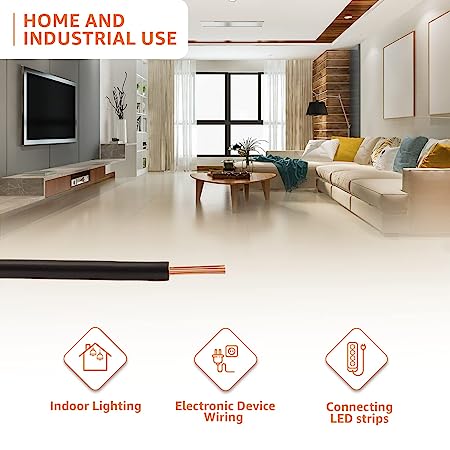 HOME AND
INDUSTRIAL USE
Indoor Lighting
Electronic Device
Wiring
Connecting
LED strips